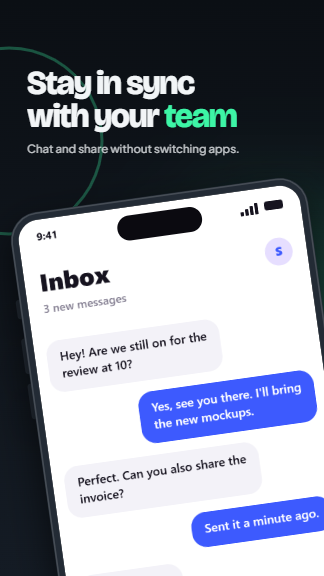 Stay in sync
with your team
Chat and share without switching apps.
9:41
Inbox
S
3 new messages
Hey! Are we still on for the
review at 10?
Yes, see you there. I'll bring
the new mockups.
Perfect. Can you also share the
invoice?
Sent it a minute ago.